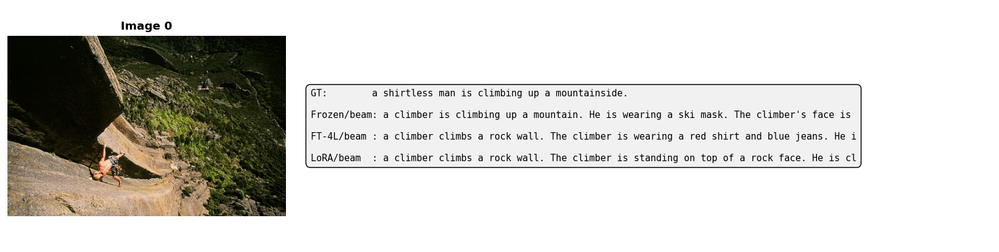 Image 0
GT:        a shirtless man is climbing up a mountainside.
Frozen/beam: a climber is climbing up a mountain. He is wearing a ski mask. The climber's face is
FT-4L/beam : a climber climbs a rock wall. The climber is wearing a red shirt and blue jeans. He i
LoRA/beam  : a climber climbs a rock wall. The climber is standing on top of a rock face. He is cl